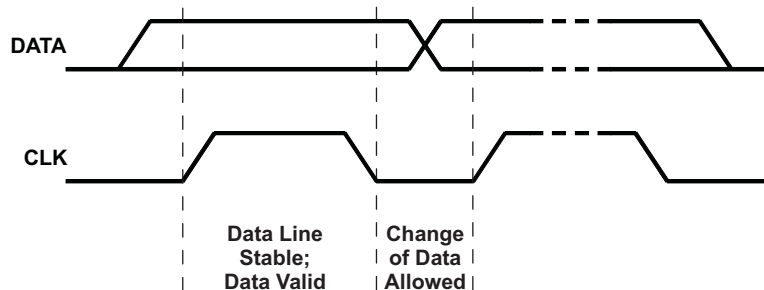 DATA
CLK
Data Line
Stable;
Data Valid
Change
of Data
Allowed